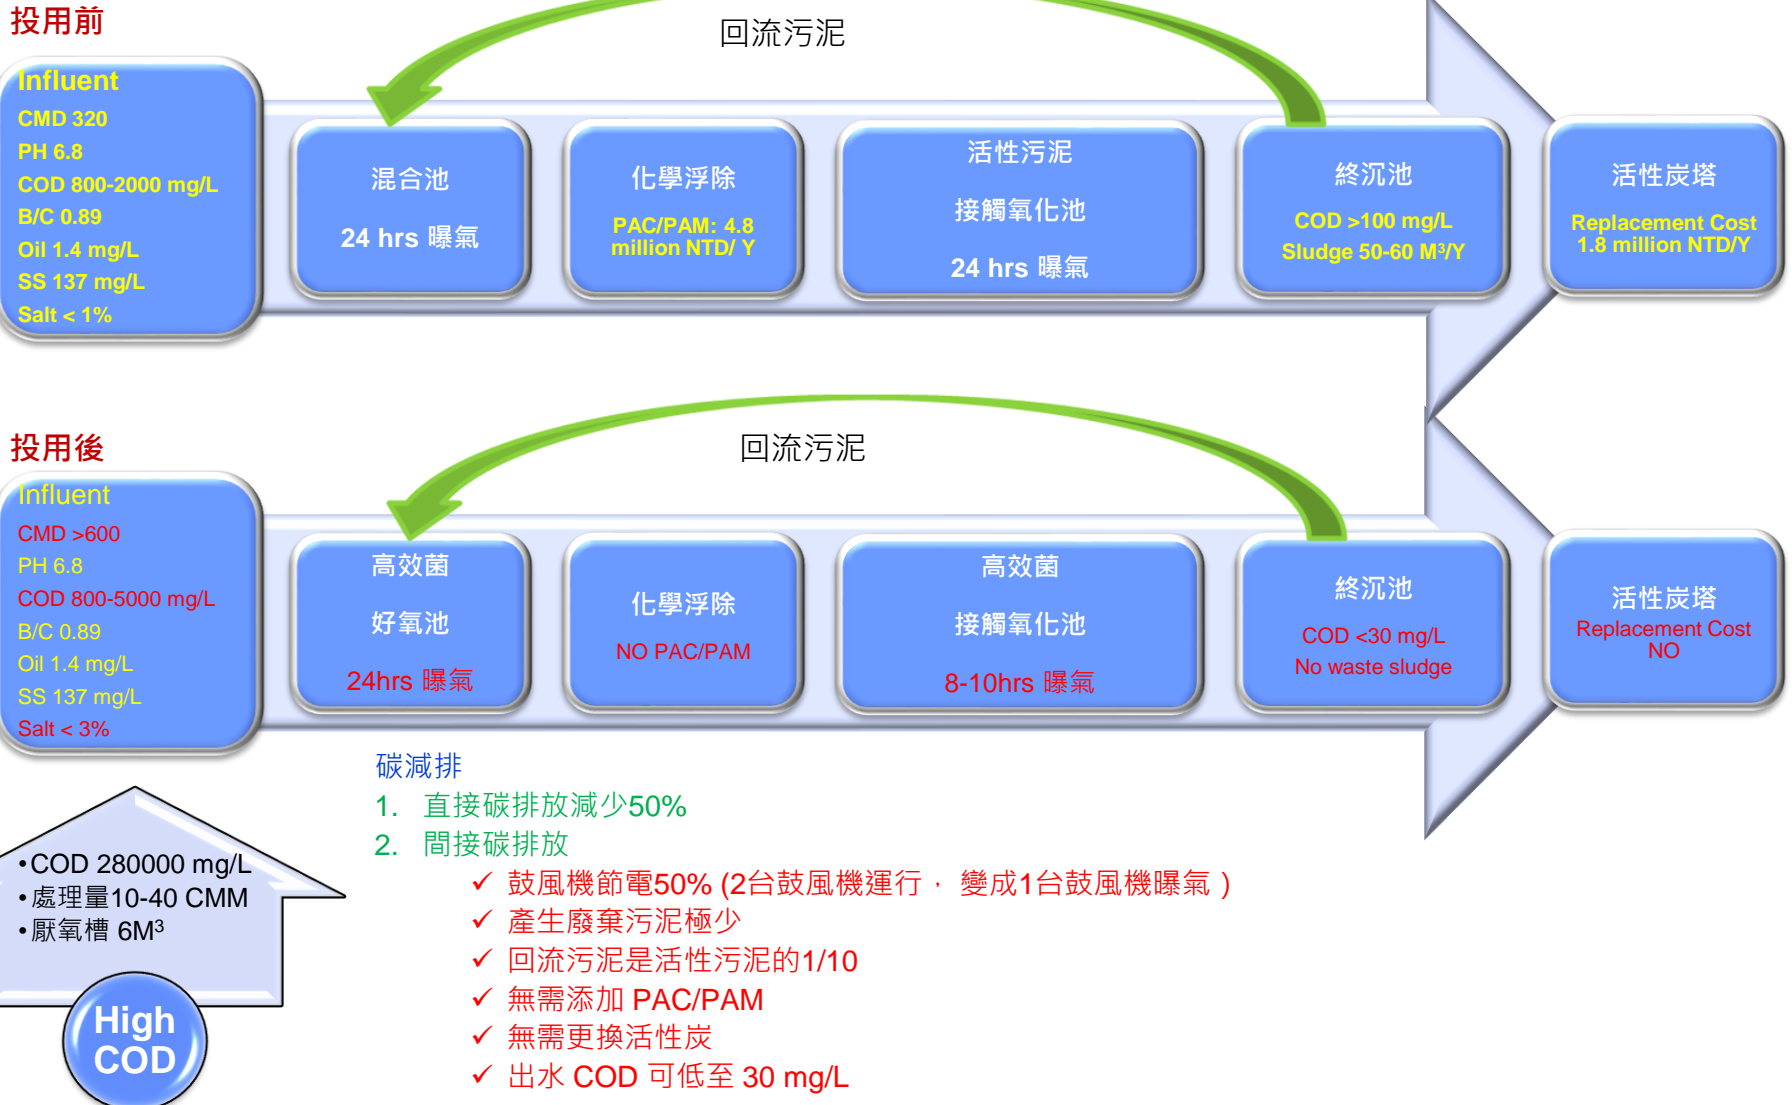 投用前
回流污泥
Influent
CMD 320
PH 6.8
COD 800-2000 mg/L
B/C 0.89
Oil 1.4 mg/L
SS 137 mg/L
Salt < 1%
混合池
24 hrs 曝氣
化學浮除
PAC/PAM: 4.8
million NTD/ Y
活性污泥
接觸氧化池
24 hrs 曝氣
終沉池
COD >100 mg/L
Sludge 50-60 M³/Y
活性炭塔
Replacement Cost
1.8 million NTD/Y
投用後
回流污泥
Influent
CMD >600
PH 6.8
COD 800-5000 mg/L
B/C 0.89
Oil 1.4 mg/L
SS 137 mg/L
Salt < 3%
高效菌
好氧池
24hrs 曝氣
化學浮除
NO PAC/PAM
高效菌
接觸氧化池
8-10hrs 曝氣
終沉池
COD <30 mg/L
No waste sludge
活性炭塔
Replacement Cost
NO
•COD 280000 mg/L
•處理量10-40 CMM
•厭氧槽 6M³
High
COD
碳減排
1. 直接碳排放減少50%
2. 間接碳排放
✓ 鼓風機節電50% (2台鼓風機運行， 變成1台鼓風機曝氣 )
✓ 產生廢棄污泥極少
✓ 回流污泥是活性污泥的1/10
✓ 無需添加 PAC/PAM
✓ 無需更換活性炭
✓ 出水 COD 可低至 30 mg/L